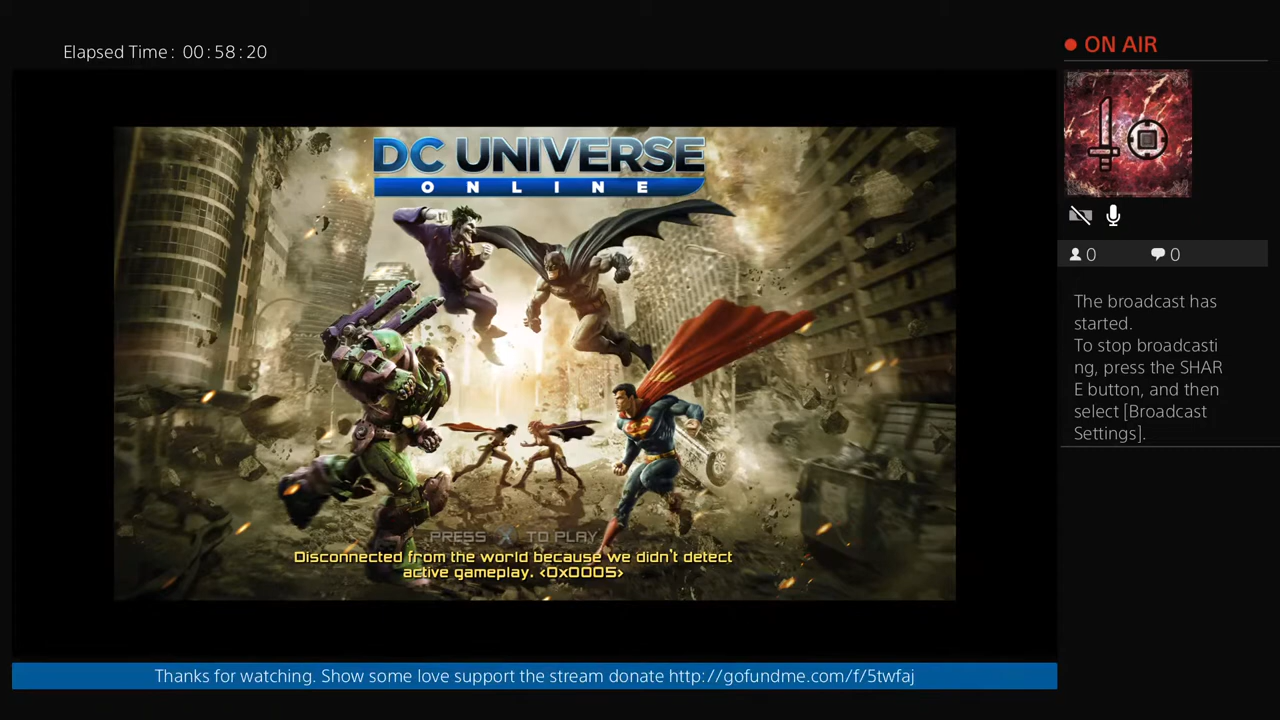 Elapsed Time: 00:58:20
ON AIR
DC UNIVERSE
ONLINE
0
0
The broadcast has
started.
To stop broadcasti
ng, press the SHAR
E button, and then
select [Broadcast
Settings].
PRESS X TO PLAY
Disconnected from the world because we didn't detect
active gameplay. <0x0005>
Thanks for watching. Show some love support the stream donate http://gofundme.com/f/5twfaj